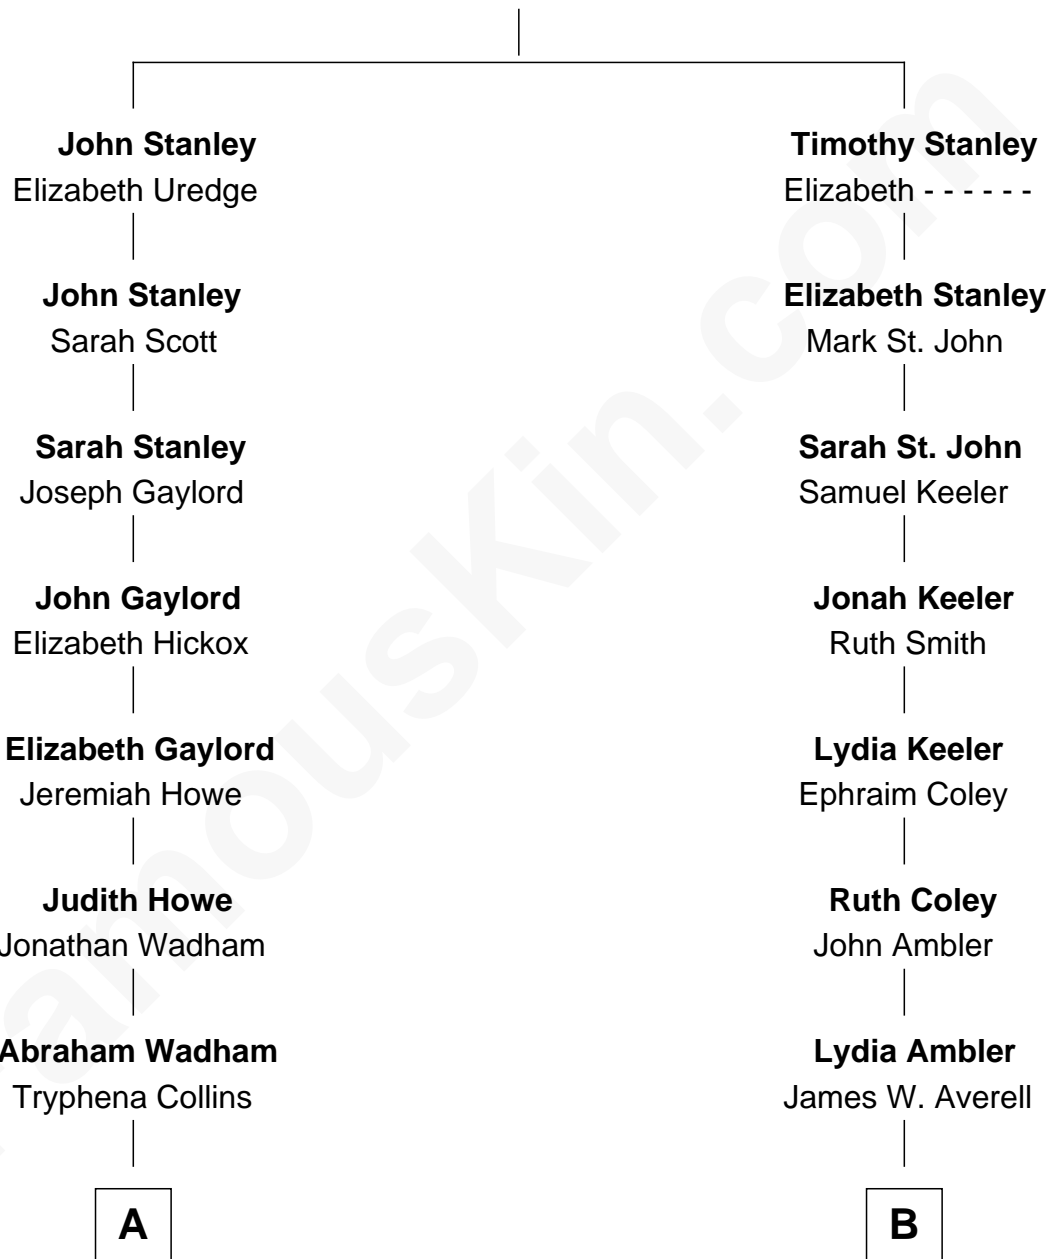 John Stanley
Elizabeth Uredge
John Stanley
Sarah Scott
Sarah Stanley
Joseph Gaylord
John Gaylord
Elizabeth Hickox
Elizabeth Gaylord
Jeremiah Howe
Judith Howe
Jonathan Wadham
Abraham Wadham
Tryphena Collins
A
Timothy Stanley
Elizabeth - - - - - -
Elizabeth Stanley
Mark St. John
Sarah St. John
Samuel Keeler
Jonah Keeler
Ruth Smith
Lydia Keeler
Ephraim Coley
Ruth Coley
John Ambler
Lydia Ambler
James W. Averell
B
FamousKin.com